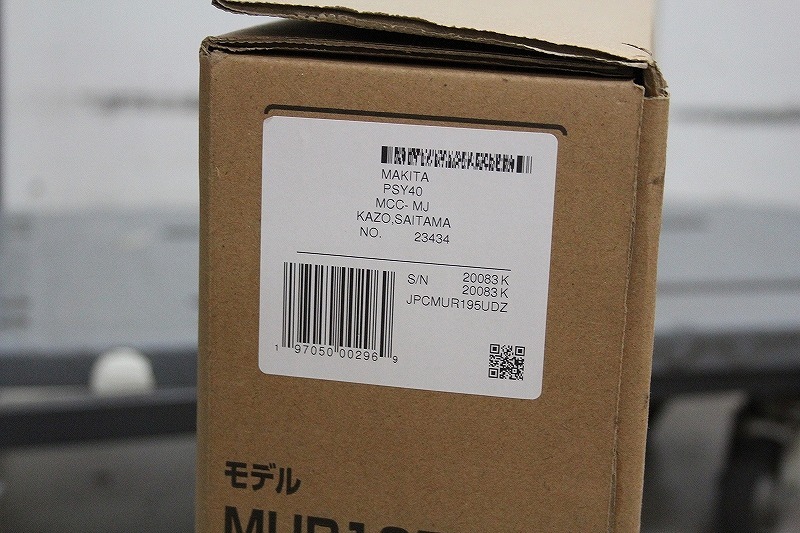 MAKITA
PSY40
MCC- MJ
KAZO,SAITAMA
NO. 23434
S/N 20083 K
20083 K
JPCMUR195UDZ
1 97050 00296 9
モデル